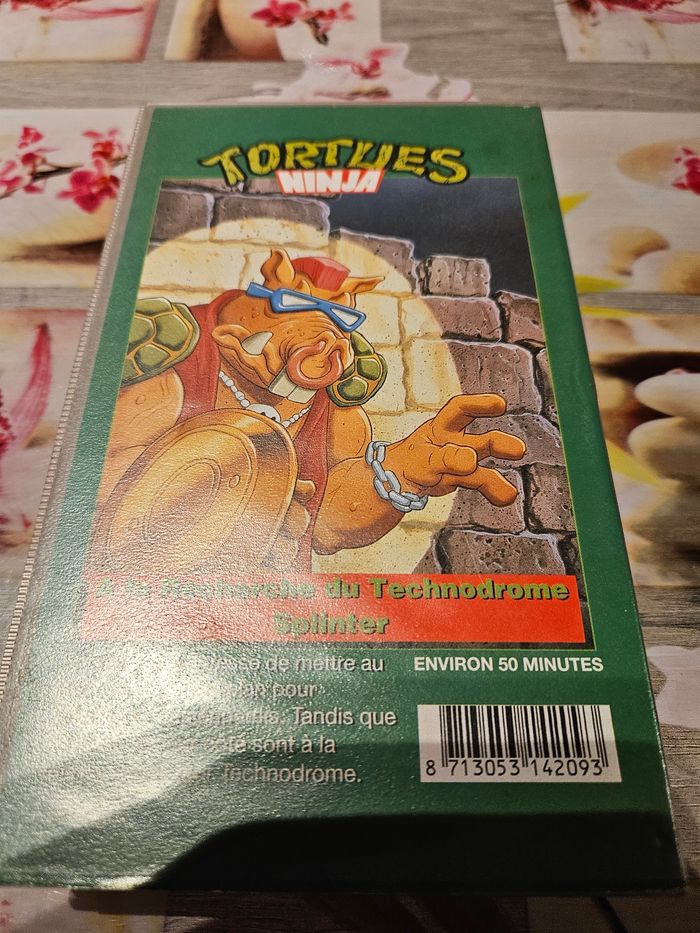 TORTUES
NINJA
A la Recherche du Technodrome
Splinter
de mettre au
plan pour
Tandis que
sont à la
Technodrome.
ENVIRON 50 MINUTES
8 713053 142093